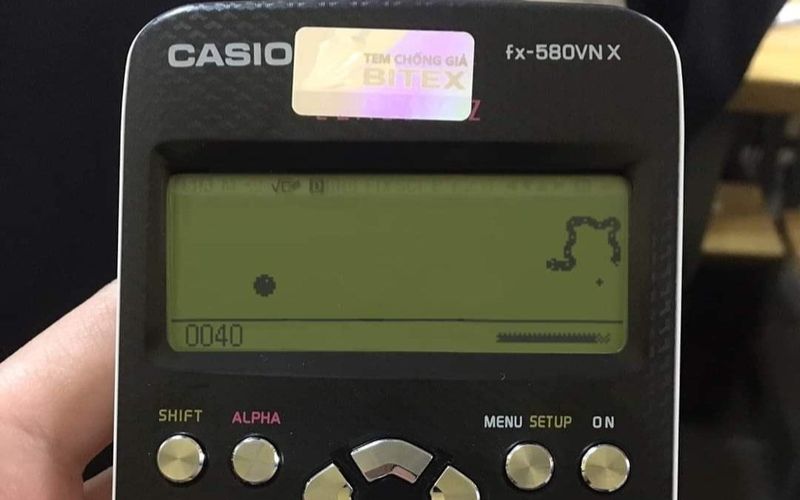 CASIO
fx-580VN X
TEM CHỐNG GIẢ
BITEX
0040
SHIFT
ALPHA
MENU SETUP
ON